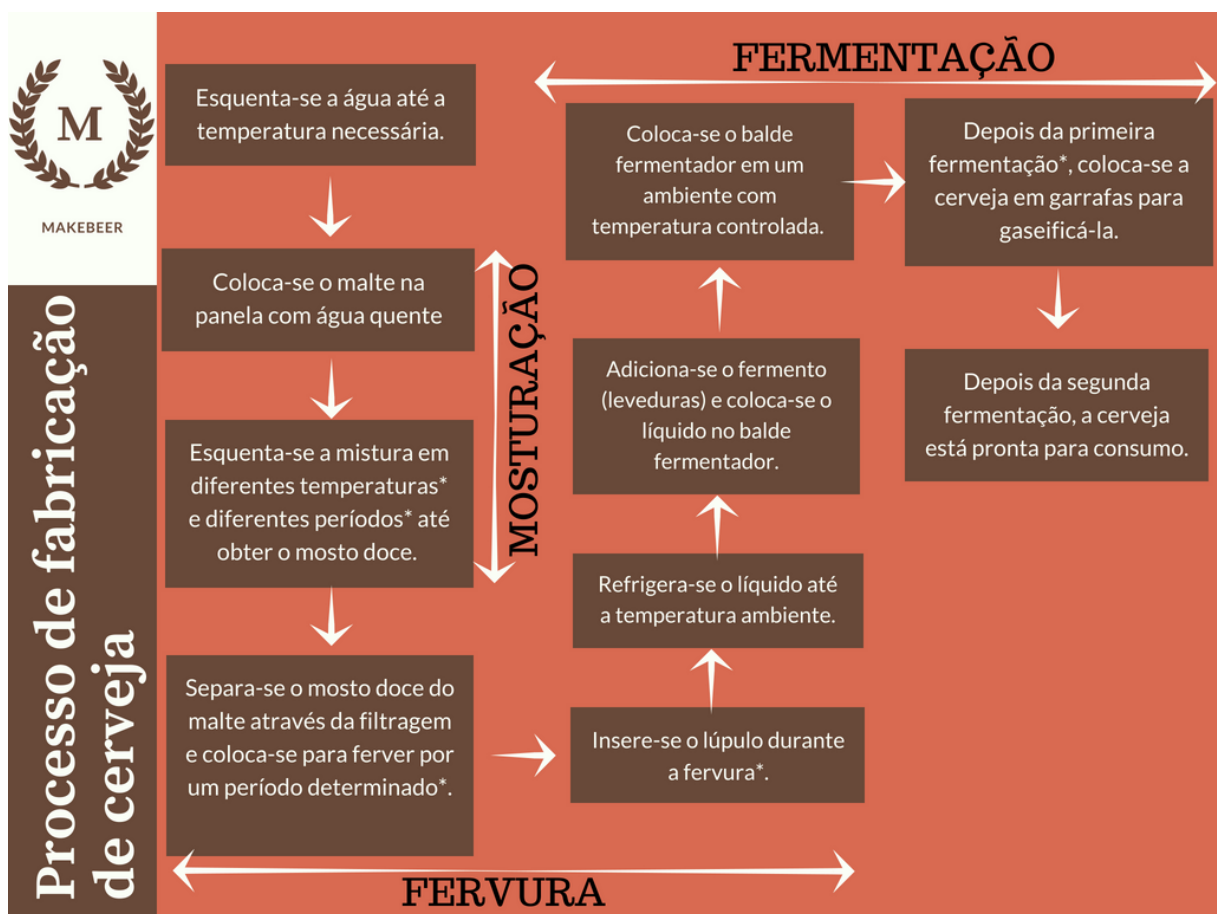 M
MAKEBEER
Processo de fabricação
de cerveja
Esquenta-se a água até a
temperatura necessária.
Coloca-se o malte na
panela com água quente
MOSTURAÇÃO
Esquenta-se a mistura em
diferentes temperaturas*
e diferentes períodos* até
obter o mosto doce.
Separa-se o mosto doce do
malte através da filtragem
e coloca-se para ferver por
um período determinado*.
FERVURA
Insere-se o lúpulo durante
a fervura*.
Refrigera-se o líquido até
a temperatura ambiente.
Adiciona-se o fermento
(leveduras) e coloca-se o
líquido no balde
fermentador.
FERMENTAÇÃO
Coloca-se o balde
fermentador em um
ambiente com
temperatura controlada.
Depois da primeira
fermentação*, coloca-se a
cerveja em garrafas para
gaseificá-la.
Depois da segunda
fermentação, a cerveja
está pronta para consumo.